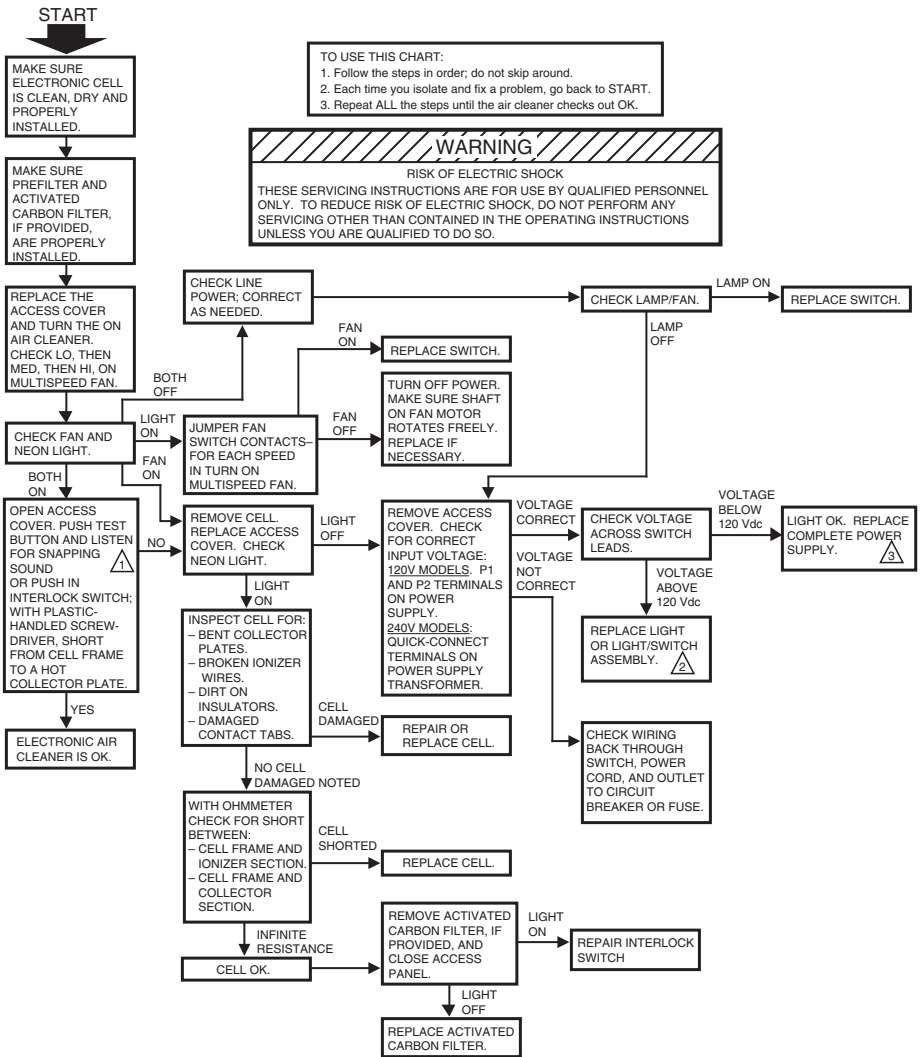 START
MAKE SURE
ELECTRONIC CELL
IS CLEAN, DRY AND
PROPERLY
INSTALLED.
MAKE SURE
PREFILTER AND
ACTIVATED
CARBON FILTER,
IF PROVIDED,
ARE PROPERLY
INSTALLED.
REPLACE THE
ACCESS COVER
AND TURN THE ON
AIR CLEANER.
CHECK LO, THEN
MED, THEN HI, ON
MULTISPEED FAN.
CHECK FAN AND
NEON LIGHT.
BOTH
ON
OPEN ACCESS
COVER. PUSH TEST
BUTTON AND LISTEN
FOR SNAPPING
SOUND
1
OR PUSH IN
INTERLOCK SWITCH;
WITH PLASTIC-
HANDLED SCREW-
DRIVER, SHORT
FROM CELL FRAME
TO A HOT
COLLECTOR PLATE.
YES
ELECTRONIC AIR
CLEANER IS OK.
TO USE THIS CHART:
1. Follow the steps in order; do not skip around.
2. Each time you isolate and fix a problem, go back to START.
3. Repeat ALL the steps until the air cleaner checks out OK.
WARNING
RISK OF ELECTRIC SHOCK
THESE SERVICING INSTRUCTIONS ARE FOR USE BY QUALIFIED PERSONNEL
ONLY. TO REDUCE RISK OF ELECTRIC SHOCK, DO NOT PERFORM ANY
SERVICING OTHER THAN CONTAINED IN THE OPERATING INSTRUCTIONS
UNLESS YOU ARE QUALIFIED TO DO SO.
BOTH
OFF
CHECK LINE
POWER; CORRECT
AS NEEDED.
CHECK LAMP/FAN.
LAMP ON
REPLACE SWITCH.
LAMP
OFF
LIGHT
ON
JUMPER FAN
SWITCH CONTACTS–
FOR EACH SPEED
IN TURN ON
MULTISPEED FAN.
FAN
ON
REPLACE SWITCH.
FAN
OFF
TURN OFF POWER.
MAKE SURE SHAFT
ON FAN MOTOR
ROTATES FREELY.
REPLACE IF
NECESSARY.
FAN
ON
NO
REMOVE CELL.
REPLACE ACCESS
COVER. CHECK
NEON LIGHT.
LIGHT
OFF
REMOVE ACCESS
COVER. CHECK
FOR CORRECT
INPUT VOLTAGE:
120V MODELS. P1
AND P2 TERMINALS
ON POWER
SUPPLY.
240V MODELS:
QUICK-CONNECT
TERMINALS ON
POWER SUPPLY
TRANSFORMER.
VOLTAGE
CORRECT
CHECK VOLTAGE
ACROSS SWITCH
LEADS.
VOLTAGE
BELOW
120 Vdc
LIGHT OK. REPLACE
COMPLETE POWER
SUPPLY.
3
VOLTAGE
ABOVE
120 Vdc
REPLACE LIGHT
OR LIGHT/SWITCH
ASSEMBLY.
2
VOLTAGE
NOT
CORRECT
CHECK WIRING
BACK THROUGH
SWITCH, POWER
CORD, AND OUTLET
TO CIRCUIT
BREAKER OR FUSE.
LIGHT
ON
INSPECT CELL FOR:
– BENT COLLECTOR
PLATES.
– BROKEN IONIZER
WIRES.
– DIRT ON
INSULATORS.
– DAMAGED
CONTACT TABS.
CELL
DAMAGED
REPAIR OR
REPLACE CELL.
NO CELL
DAMAGED NOTED
WITH OHMMETER
CHECK FOR SHORT
BETWEEN:
– CELL FRAME AND
IONIZER SECTION.
– CELL FRAME AND
COLLECTOR
SECTION.
CELL
SHORTED
REPLACE CELL.
INFINITE
RESISTANCE
CELL OK.
REMOVE ACTIVATED
CARBON FILTER, IF
PROVIDED, AND
CLOSE ACCESS
PANEL.
LIGHT
ON
REPAIR INTERLOCK
SWITCH
LIGHT
OFF
REPLACE ACTIVATED
CARBON FILTER.